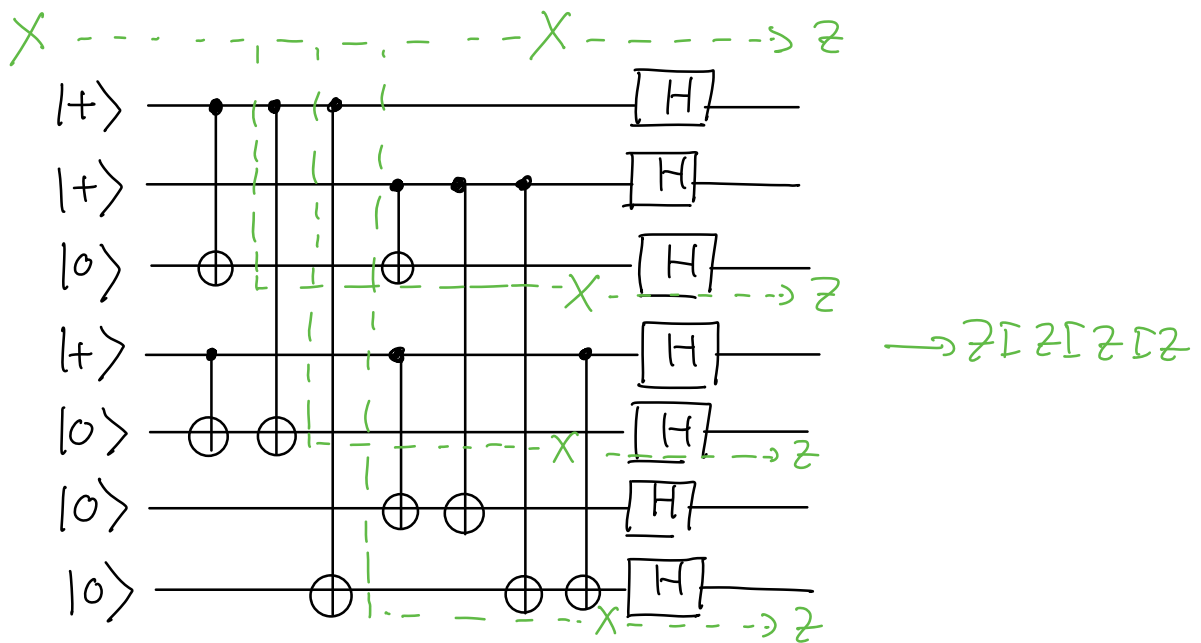 X X Z
|+⟩ H
|+⟩ H
|0⟩ H
X Z
|+⟩ H → ZIZIZIZ
|0⟩ H
X Z
|0⟩ H
|0⟩ H
X Z